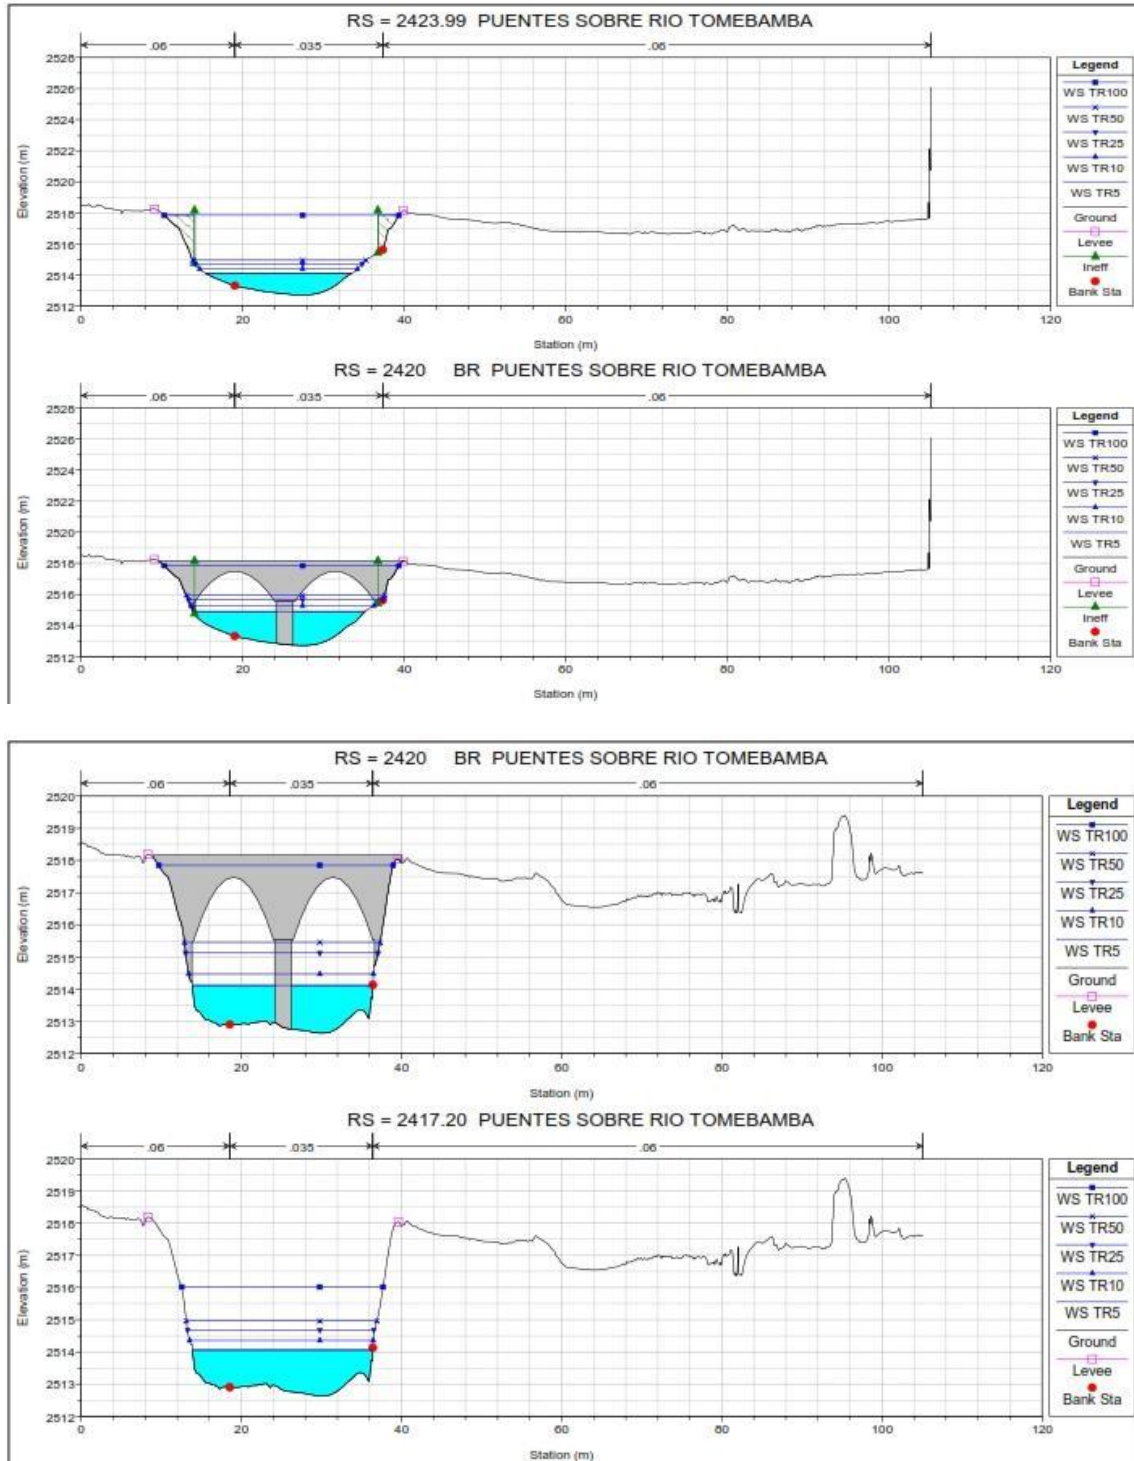 RS = 2423.99 PUENTES SOBRE RIO TOMEBAMBA
.06 .035 .06
2528
2526
2524
2522
2520
2518
2516
2514
2512
Elevation (m)
0 20 40 60 80 100 120
Station (m)
Legend
WS TR100
WS TR50
WS TR25
WS TR10
WS TR5
Ground
Levee
Ineff
Bank Sta
RS = 2420 BR PUENTES SOBRE RIO TOMEBAMBA
.06 .035 .06
2528
2526
2524
2522
2520
2518
2516
2514
2512
Elevation (m)
0 20 40 60 80 100 120
Station (m)
Legend
WS TR100
WS TR50
WS TR25
WS TR10
WS TR5
Ground
Levee
Ineff
Bank Sta
RS = 2420 BR PUENTES SOBRE RIO TOMEBAMBA
.06 .035 .06
2520
2519
2518
2517
2516
2515
2514
2513
2512
Elevation (m)
0 20 40 60 80 100 120
Station (m)
Legend
WS TR100
WS TR50
WS TR25
WS TR10
WS TR5
Ground
Levee
Bank Sta
RS = 2417.20 PUENTES SOBRE RIO TOMEBAMBA
.06 .035 .06
2520
2519
2518
2517
2516
2515
2514
2513
2512
Elevation (m)
0 20 40 60 80 100 120
Station (m)
Legend
WS TR100
WS TR50
WS TR25
WS TR10
WS TR5
Ground
Levee
Bank Sta